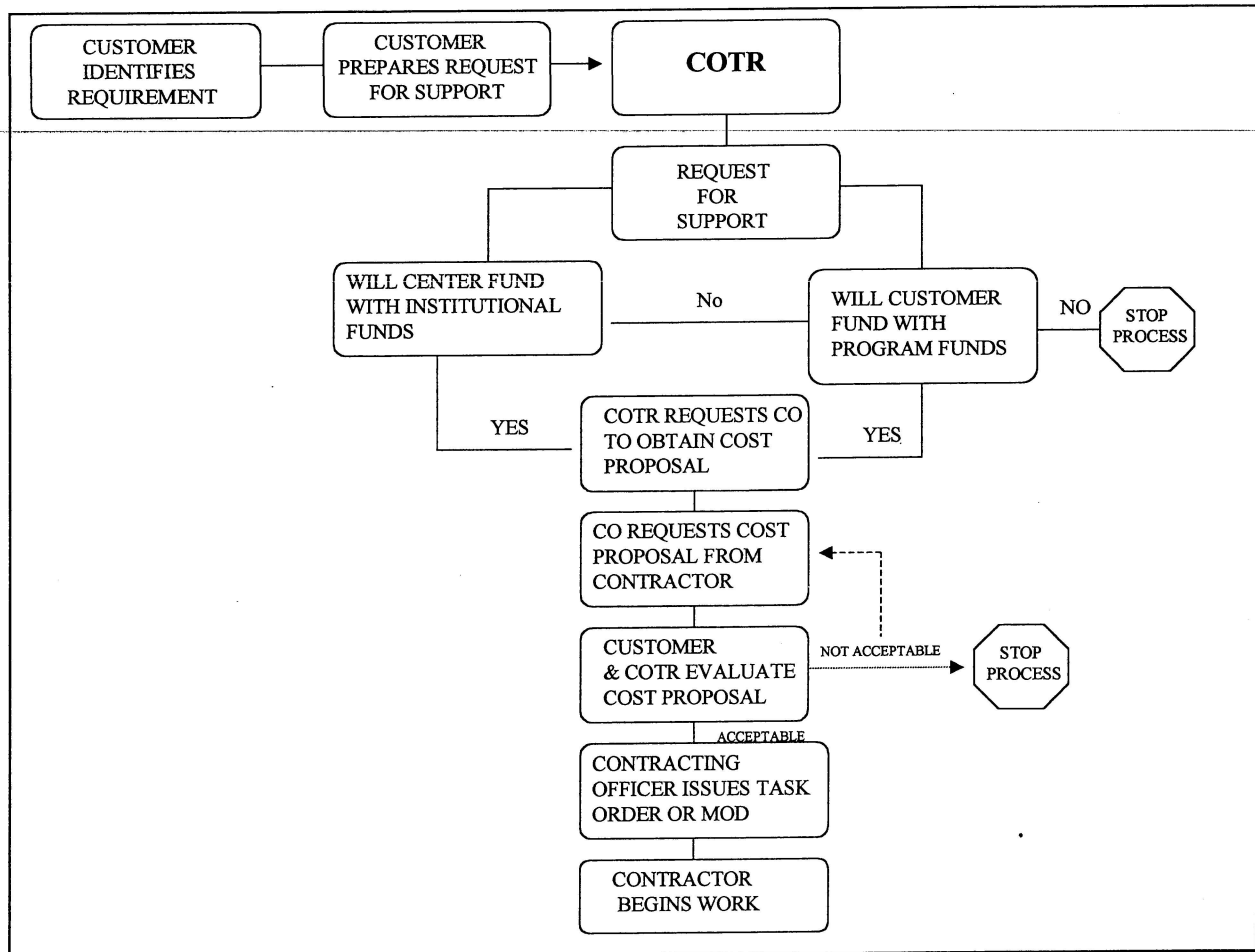 CUSTOMER
IDENTIFIES
REQUIREMENT
CUSTOMER
PREPARES REQUEST
FOR SUPPORT
COTR
REQUEST
FOR
SUPPORT
WILL CENTER FUND
WITH INSTITUTIONAL
FUNDS
No
WILL CUSTOMER
FUND WITH
PROGRAM FUNDS
NO
STOP
PROCESS
YES
COTR REQUESTS CO
TO OBTAIN COST
PROPOSAL
YES
CO REQUESTS COST
PROPOSAL FROM
CONTRACTOR
CUSTOMER
& COTR EVALUATE
COST PROPOSAL
NOT ACCEPTABLE
STOP
PROCESS
ACCEPTABLE
CONTRACTING
OFFICER ISSUES TASK
ORDER OR MOD
CONTRACTOR
BEGINS WORK